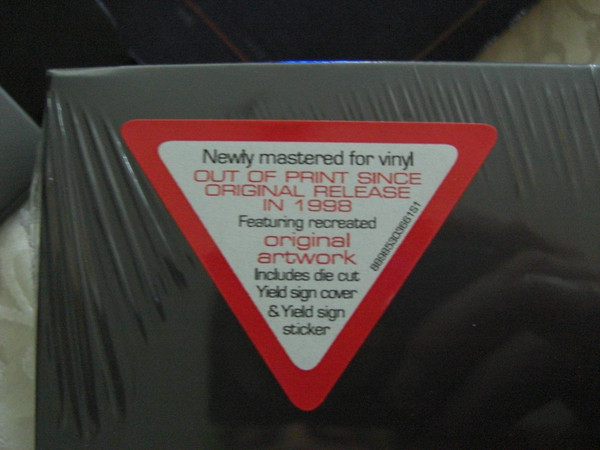 Newly mastered for vinyl
OUT OF PRINT SINCE
ORIGINAL RELEASE
IN 1998
Featuring recreated
original
artwork
Includes die cut
Yield sign cover
& Yield sign
sticker
88985303681S1